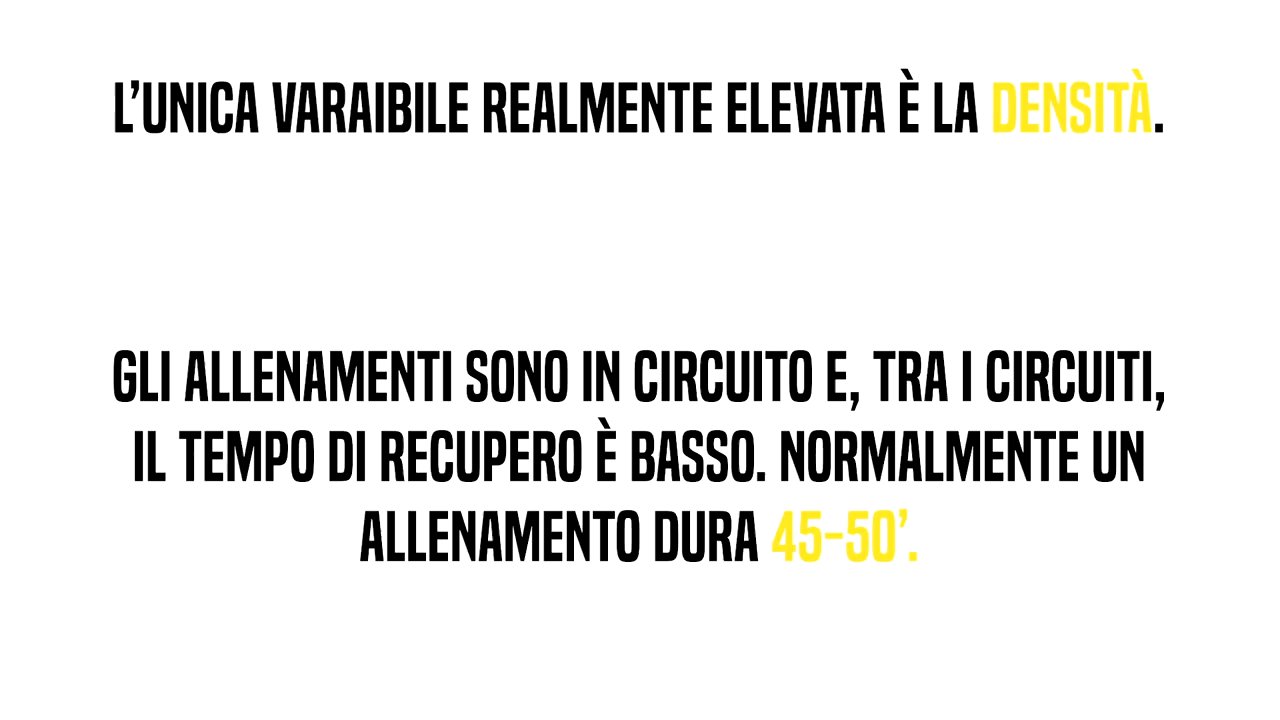 L’UNICA VARAIBILE REALMENTE ELEVATA È LA DENSITÀ.
GLI ALLENAMENTI SONO IN CIRCUITO E, TRA I CIRCUITI,
IL TEMPO DI RECUPERO È BASSO. NORMALMENTE UN
ALLENAMENTO DURA 45-50’.